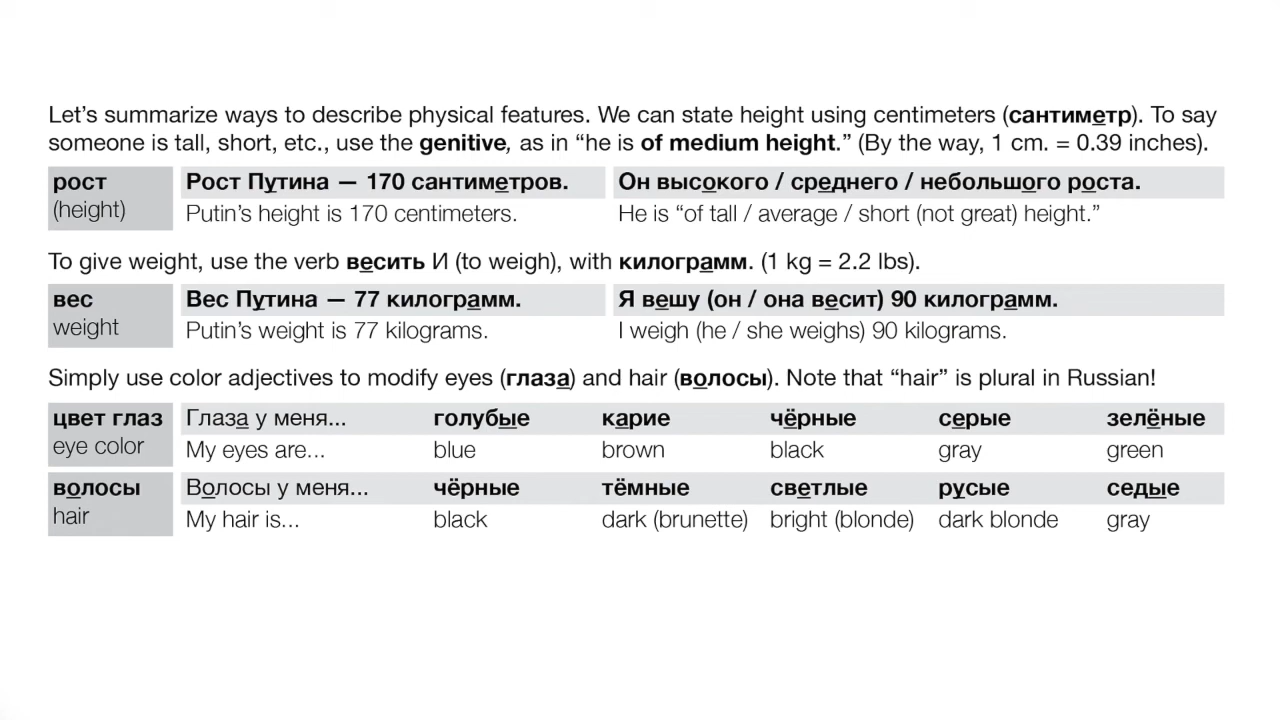 Let's summarize ways to describe physical features. We can state height using centimeters (сантиметр). To say
someone is tall, short, etc., use the genitive, as in “he is of medium height.” (By the way, 1 cm. = 0.39 inches).
рост Рост Путина — 170 сантиметров. Он высокого / среднего / небольшого роста.
(height) Putin's height is 170 centimeters. He is “of tall / average / short (not great) height.”
To give weight, use the verb весить И (to weigh), with килограмм. (1 kg = 2.2 lbs).
вес Вес Путина — 77 килограмм. Я вешу (он / она весит) 90 килограмм.
weight Putin's weight is 77 kilograms. I weigh (he / she weighs) 90 kilograms.
Simply use color adjectives to modify eyes (глаза) and hair (волосы). Note that “hair” is plural in Russian!
цвет глаз Глаза у меня... голубые карие чёрные серые зелёные
eye color My eyes are... blue brown black gray green
волосы Волосы у меня... чёрные тёмные светлые русые седые
hair My hair is... black dark (brunette) bright (blonde) dark blonde gray